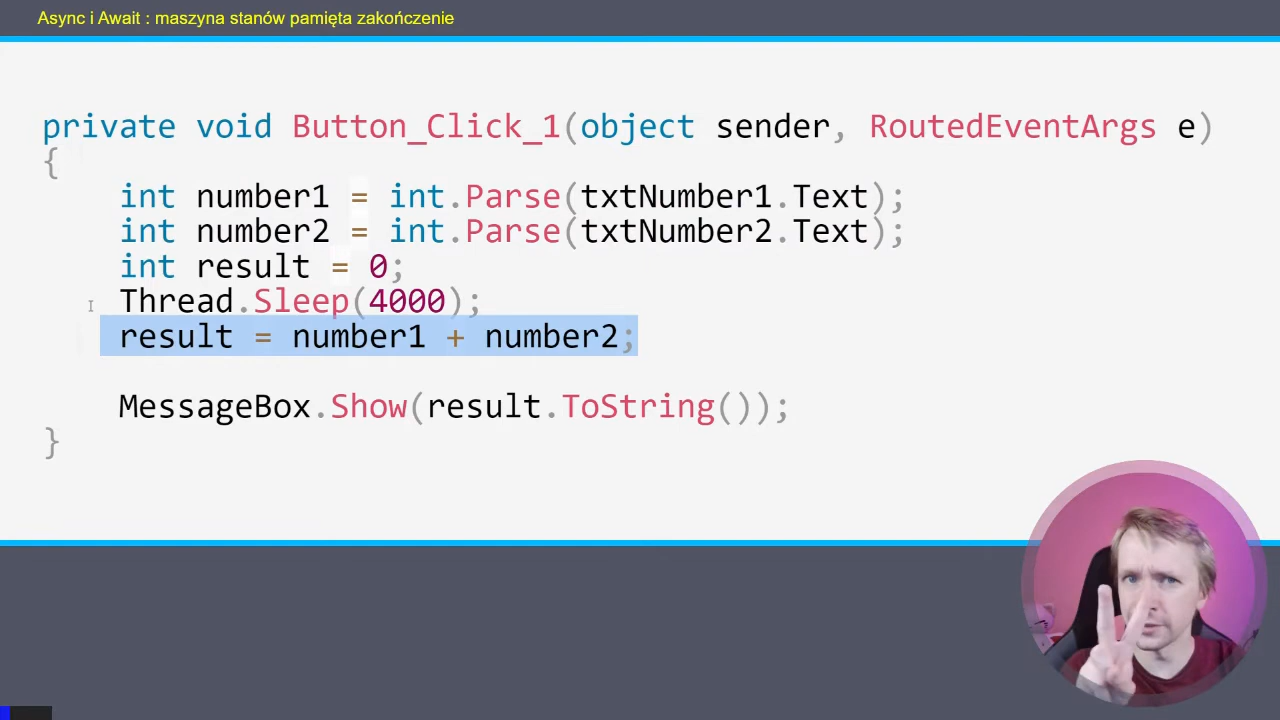 Async i Await : maszyna stanów pamięta zakończenie
private void Button_Click_1(object sender, RoutedEventArgs e)
{
int number1 = int.Parse(txtNumber1.Text);
int number2 = int.Parse(txtNumber2.Text);
int result = 0;
Thread.Sleep(4000);
result = number1 + number2;
MessageBox.Show(result.ToString());
}